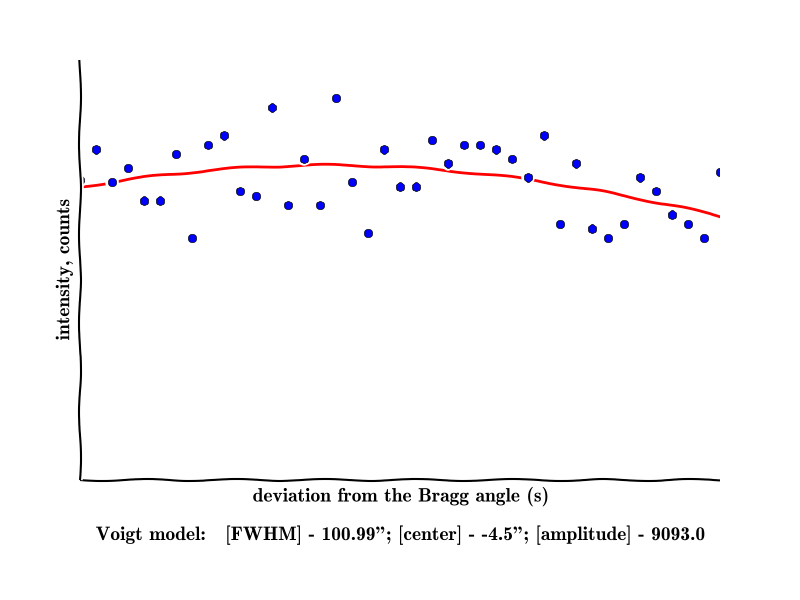 intensity, counts
deviation from the Bragg angle (s)
Voigt model: [FWHM] - 100.99”; [center] - -4.5”; [amplitude] - 9093.0